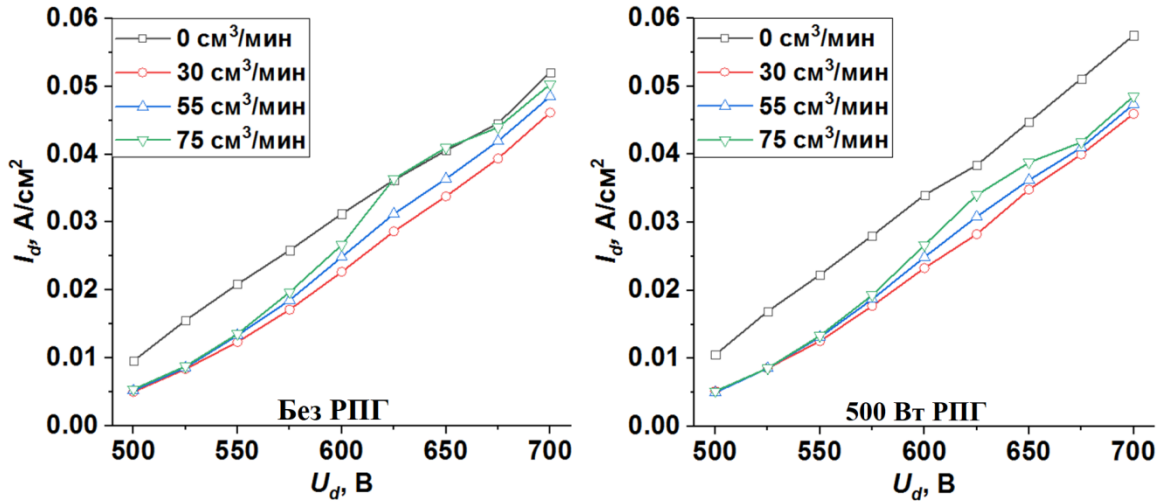 0.06
0.05
0.04
0.03
0.02
0.01
0.00
I_d, А/см²
0 см³/мин
30 см³/мин
55 см³/мин
75 см³/мин
Без РПГ
500 550 600 650 700
U_d, В
0.06
0.05
0.04
0.03
0.02
0.01
0.00
I_d, А/см²
0 см³/мин
30 см³/мин
55 см³/мин
75 см³/мин
500 Вт РПГ
500 550 600 650 700
U_d, В